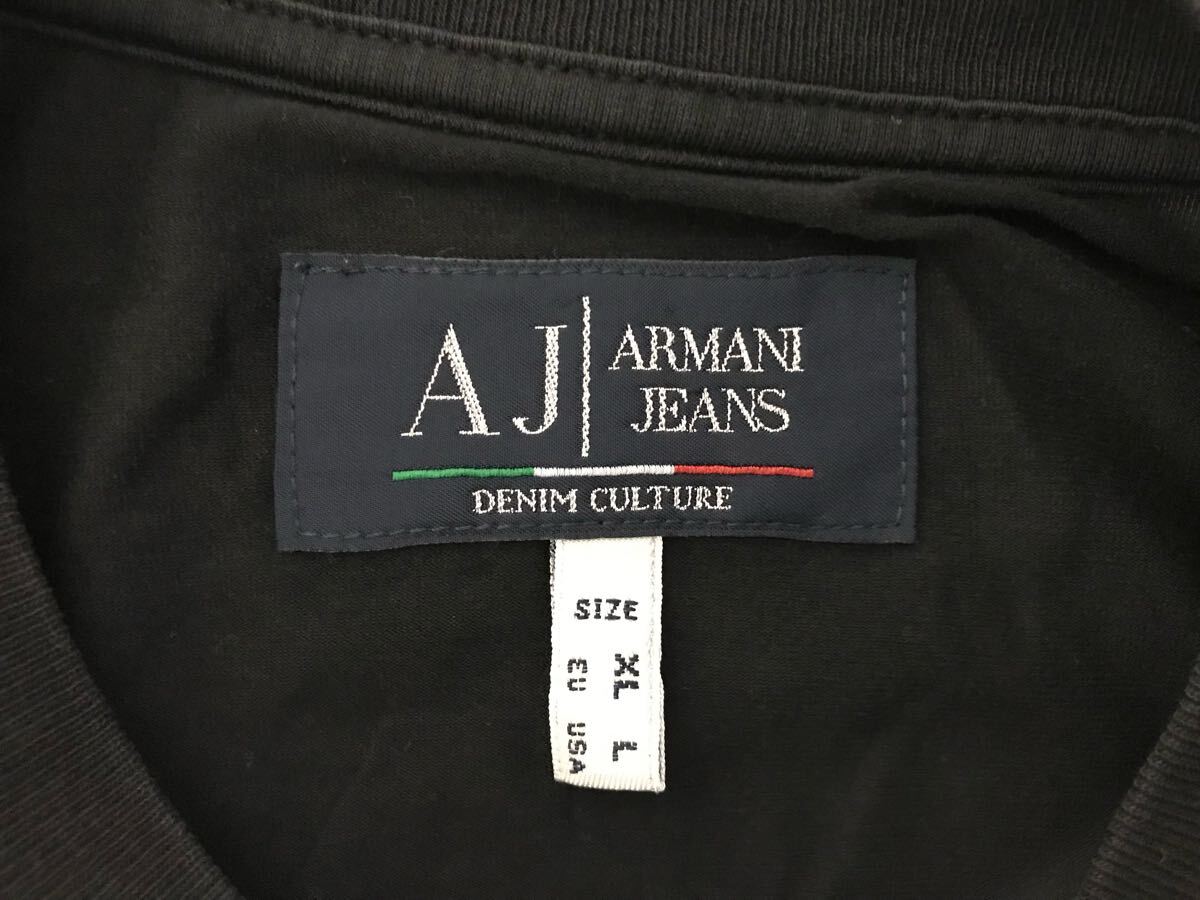 AJ
ARMANI
JEANS
DENIM CULTURE
SIZE
XL L
EU USA